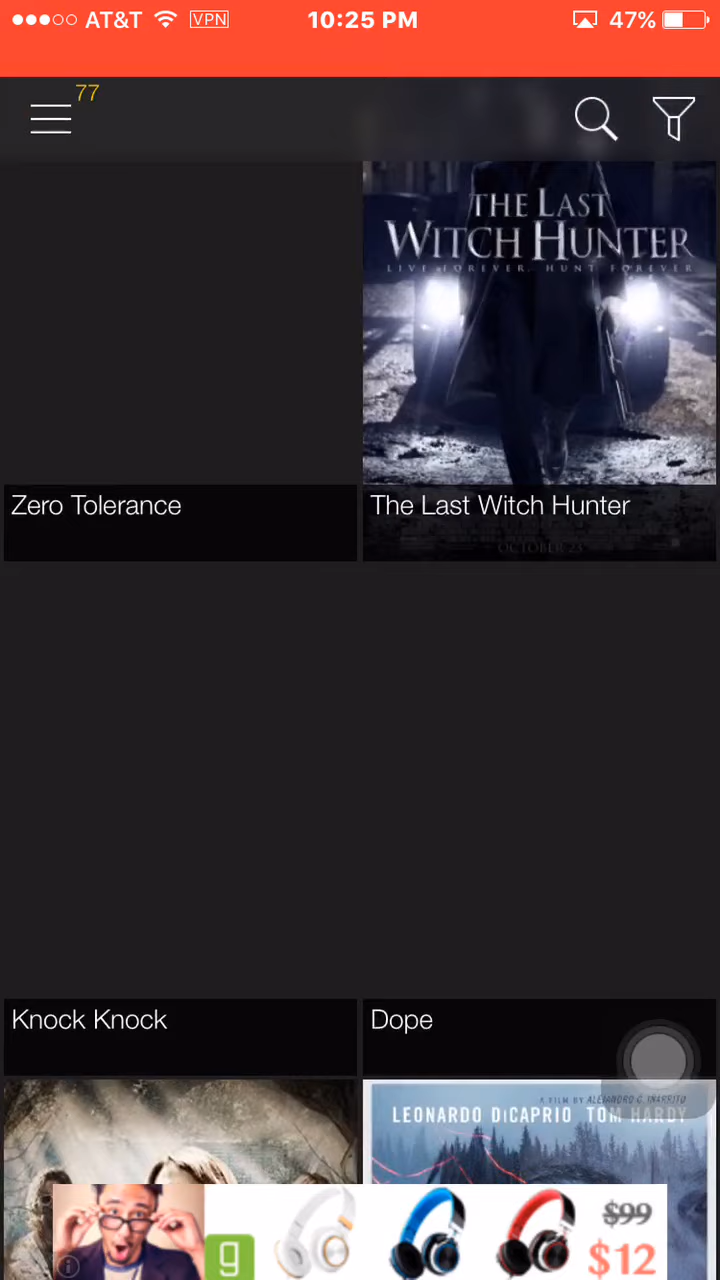 AT&T VPN 10:25 PM 47%
77
THE LAST
WITCH HUNTER
LIVE FOREVER. HUNT FOREVER
Zero Tolerance
The Last Witch Hunter
OCTOBER 23
Knock Knock
Dope
A FILM BY ALEJANDRO G. IÑÁRRITU
LEONARDO DiCAPRIO TOM HARDY
g
$99
$12